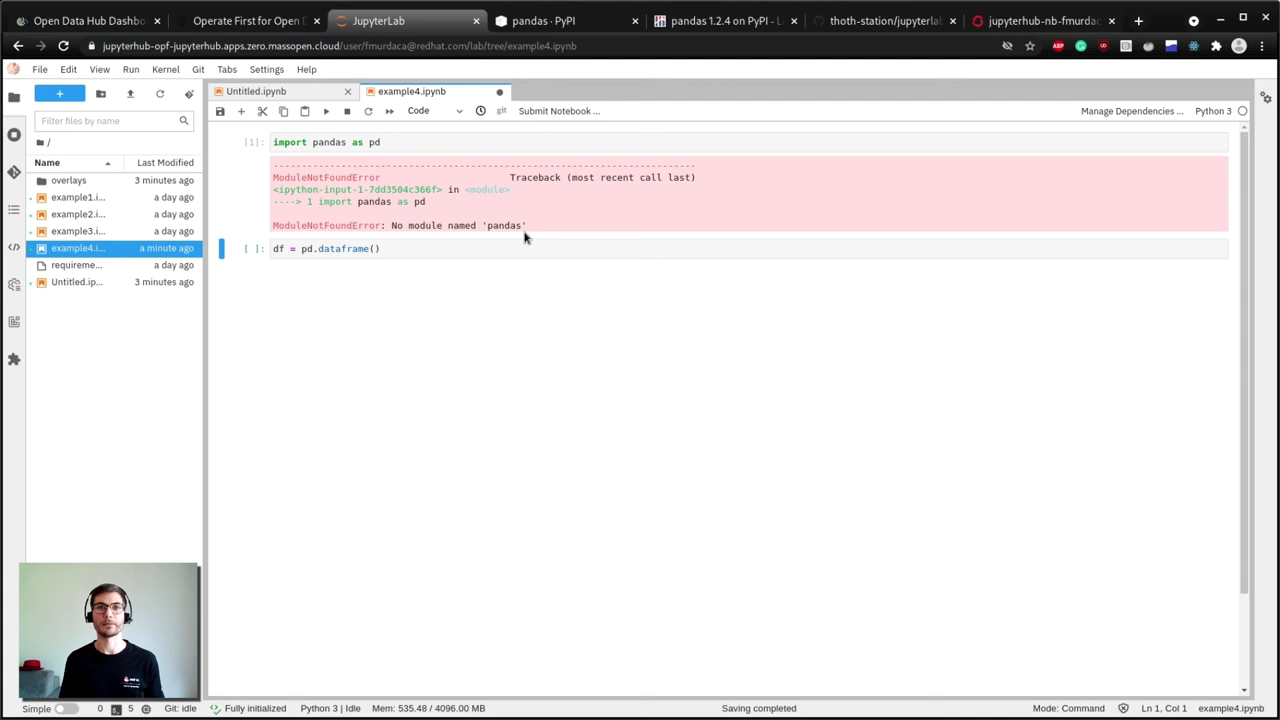 Open Data Hub Dashbo
Operate First for Open D
JupyterLab
pandas · PyPI
pandas 1.2.4 on PyPI - L
thoth-station/jupyterlab
jupyterhub-nb-fmurdac
jupyterhub-opf-jupyterhub.apps.zero.massopen.cloud/user/fmurdaca@redhat.com/lab/tree/example4.ipynb
File Edit View Run Kernel Git Tabs Settings Help
Untitled.ipynb
example4.ipynb
Code
git
Submit Notebook ...
Manage Dependencies ...
Python 3
Filter files by name
/
Name Last Modified
overlays 3 minutes ago
example1.i... a day ago
example2.i... a day ago
example3.i... a day ago
example4.i... a minute ago
requireme... a day ago
Untitled.ip... 3 minutes ago
[1]: import pandas as pd
---------------------------------------------------------------------------
ModuleNotFoundError Traceback (most recent call last)
<ipython-input-1-7dd3504c366f> in <module>
----> 1 import pandas as pd
ModuleNotFoundError: No module named 'pandas'
[ ]: df = pd.dataframe()
Simple 0 5 Git: idle Fully initialized Python 3 | Idle Mem: 535.48 / 4096.00 MB Saving completed Mode: Command Ln 1, Col 1 example4.ipynb